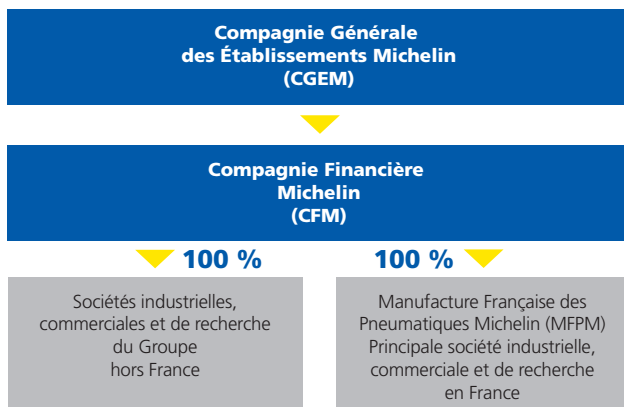 Compagnie Générale
des Établissements Michelin
(CGEM)
Compagnie Financière
Michelin
(CFM)
100 %
100 %
Sociétés industrielles,
commerciales et de recherche
du Groupe
hors France
Manufacture Française des
Pneumatiques Michelin (MFPM)
Principale société industrielle,
commerciale et de recherche
en France